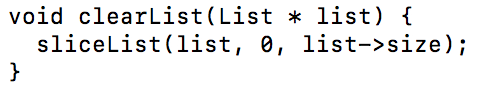 void clearList(List * list) {
  sliceList(list, 0, list->size);
}